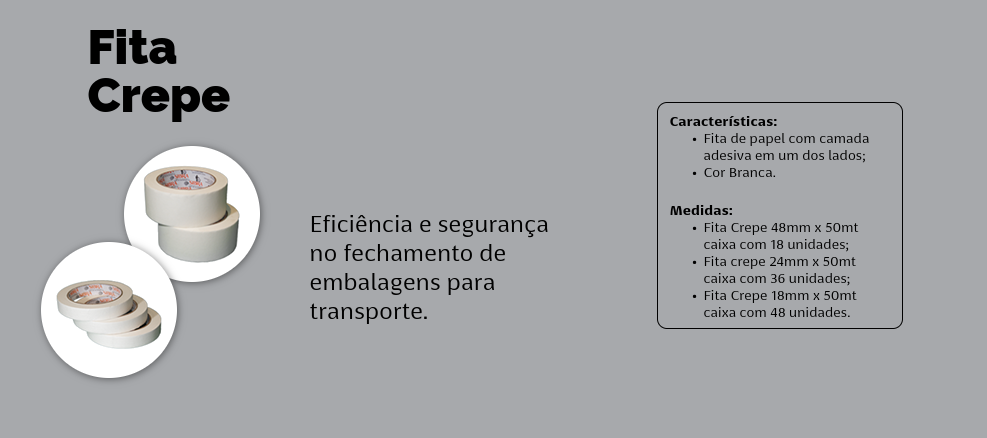 Fita
Crepe
Eficiência e segurança
no fechamento de
embalagens para
transporte.
Características:
• Fita de papel com camada
adesiva em um dos lados;
• Cor Branca.
Medidas:
• Fita Crepe 48mm x 50mt
caixa com 18 unidades;
• Fita crepe 24mm x 50mt
caixa com 36 unidades;
• Fita Crepe 18mm x 50mt
caixa com 48 unidades.